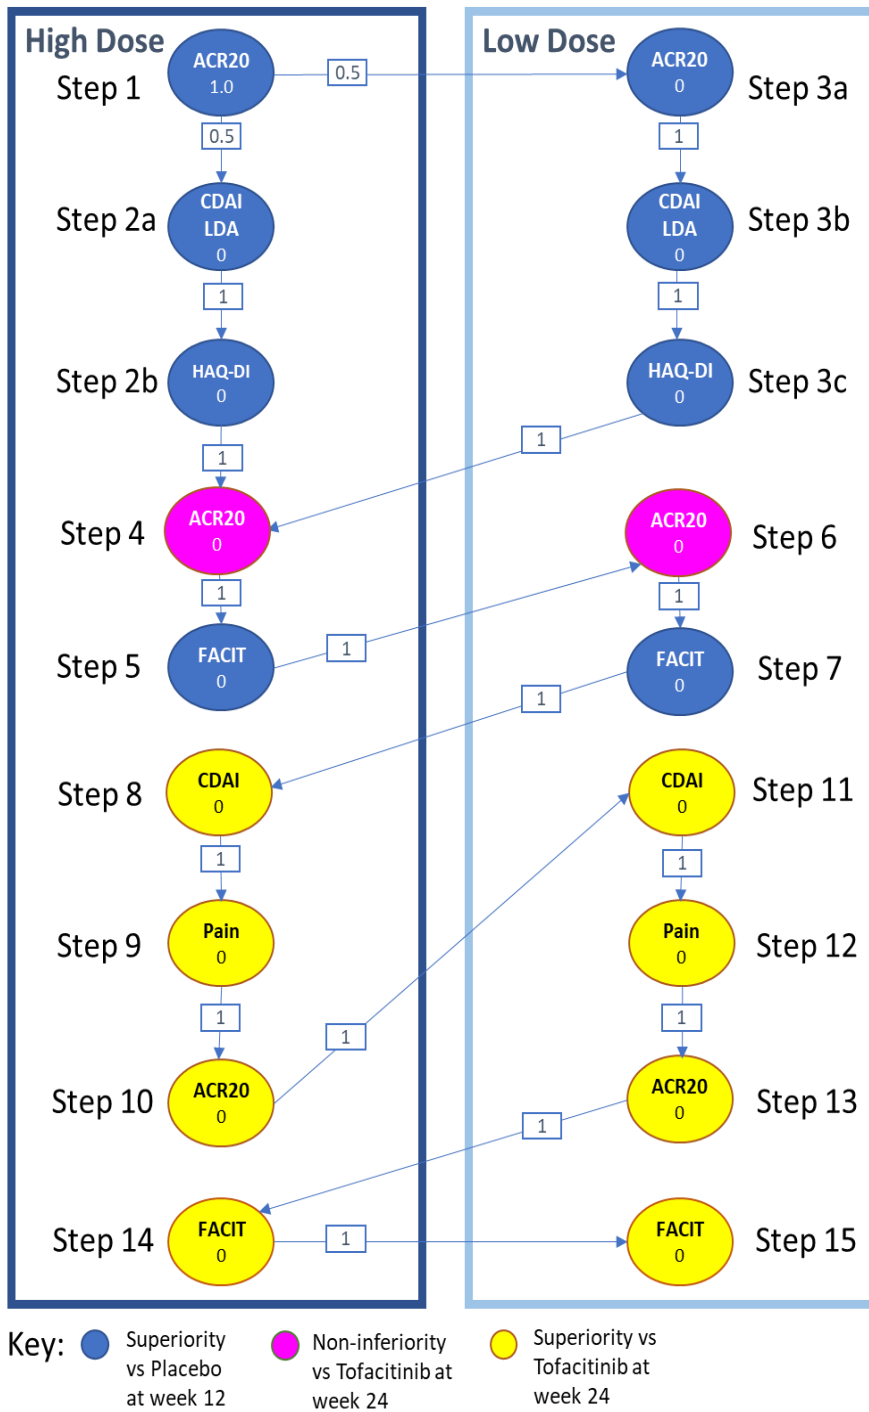 High Dose
Low Dose
Step 1
ACR20
1.0
0.5
ACR20
0
Step 3a
0.5
1
Step 2a
CDAI
LDA
0
CDAI
LDA
0
Step 3b
1
1
Step 2b
HAQ-DI
0
HAQ-DI
0
Step 3c
1
1
Step 4
ACR20
0
ACR20
0
Step 6
1
1
Step 5
FACIT
0
1
FACIT
0
Step 7
1
Step 8
CDAI
0
CDAI
0
Step 11
1
1
Step 9
Pain
0
Pain
0
Step 12
1
1
1
Step 10
ACR20
0
ACR20
0
Step 13
1
Step 14
FACIT
0
1
FACIT
0
Step 15
Key:
Superiority
vs Placebo
at week 12
Non-inferiority
vs Tofacitinib at
week 24
Superiority vs
Tofacitinib at
week 24